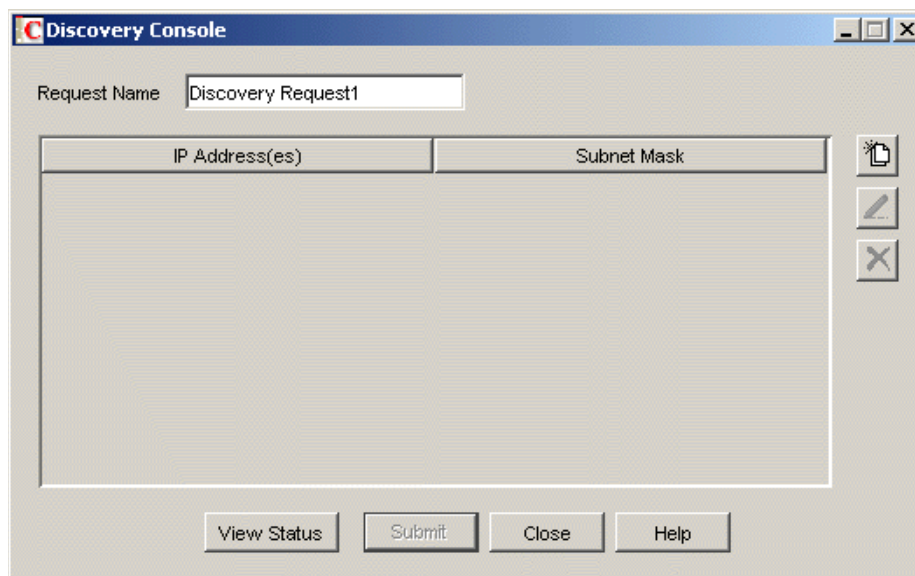 C Discovery Console
Request Name Discovery Request1
IP Address(es) Subnet Mask
View Status Submit Close Help